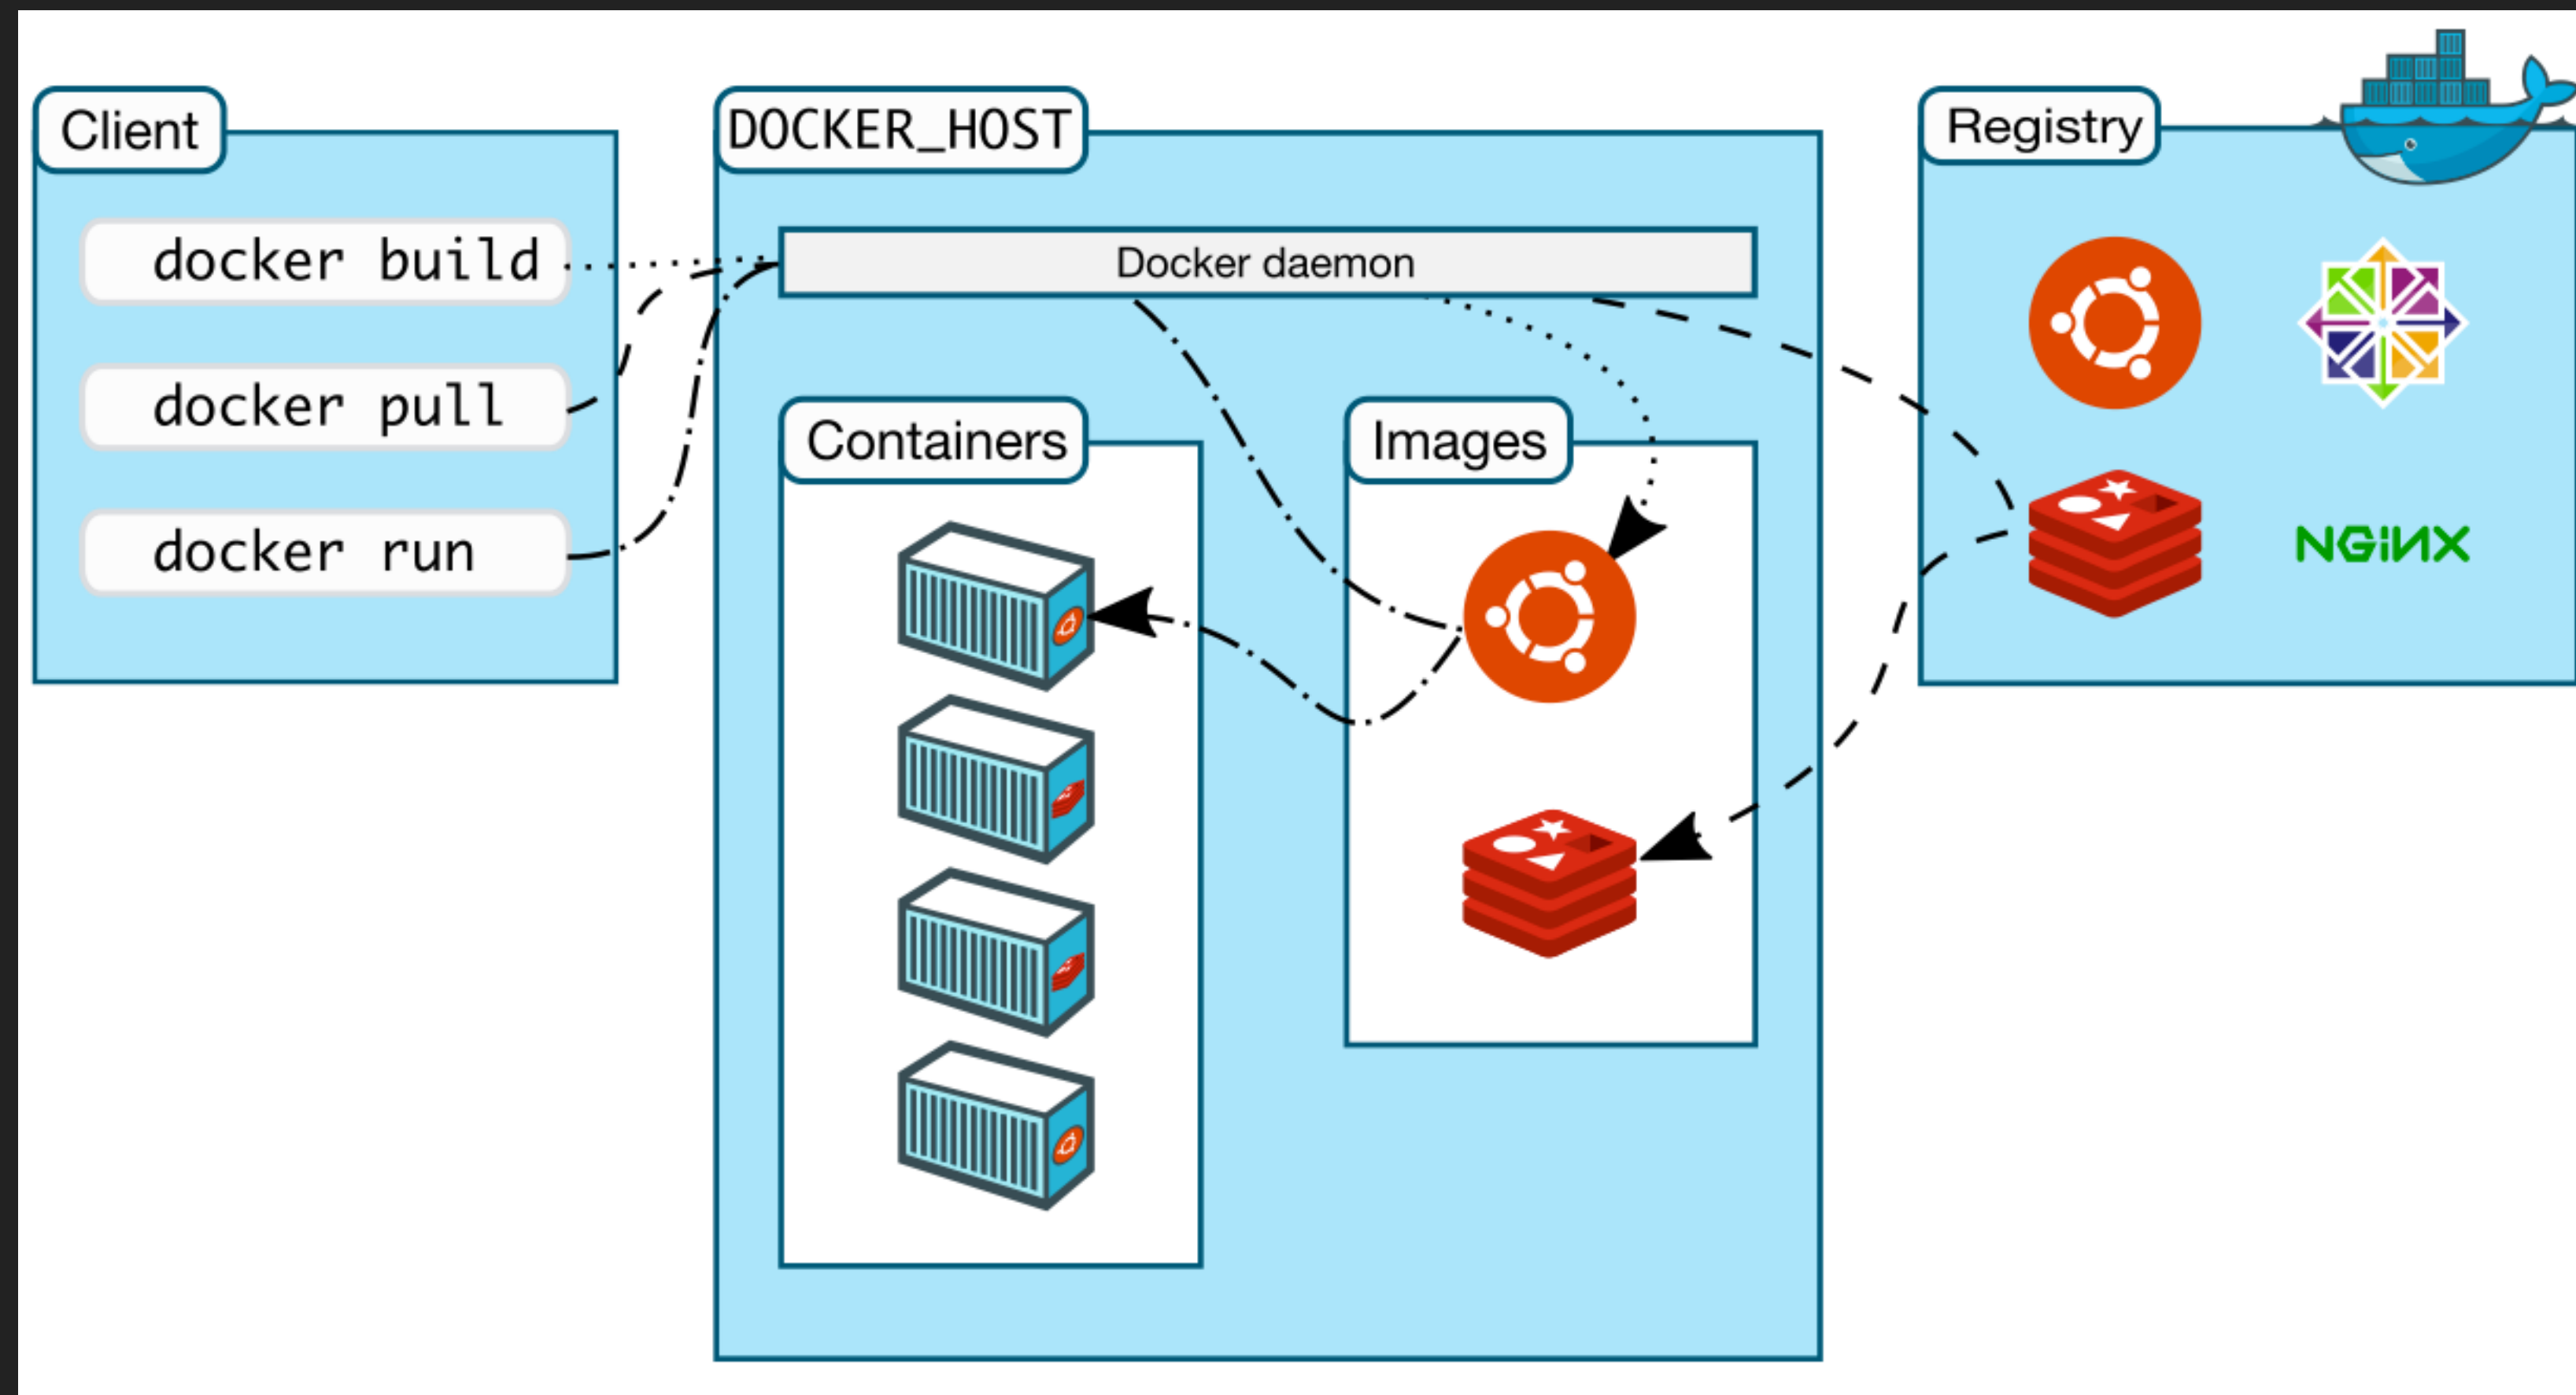 Client
docker build
docker pull
docker run
DOCKER_HOST
Docker daemon
Containers
Images
Registry
NGiNX